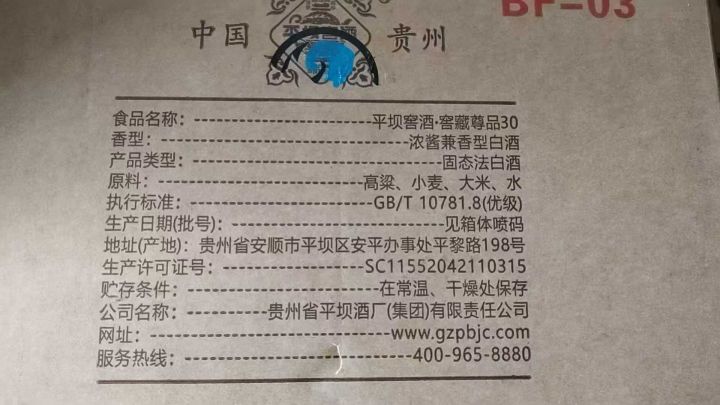 BF-03
中国 贵州
食品名称：平坝窖酒·窖藏尊品30
香型：浓酱兼香型白酒
产品类型：固态法白酒
原料：高粱、小麦、大米、水
执行标准：GB/T 10781.8(优级)
生产日期(批号)：见箱体喷码
地址(产地)：贵州省安顺市平坝区安平办事处平黎路198号
生产许可证号：SC11552042110315
贮存条件：在常温、干燥处保存
公司名称：贵州省平坝酒厂(集团)有限责任公司
网址：www.gzpbjc.com
服务热线：400-965-8880